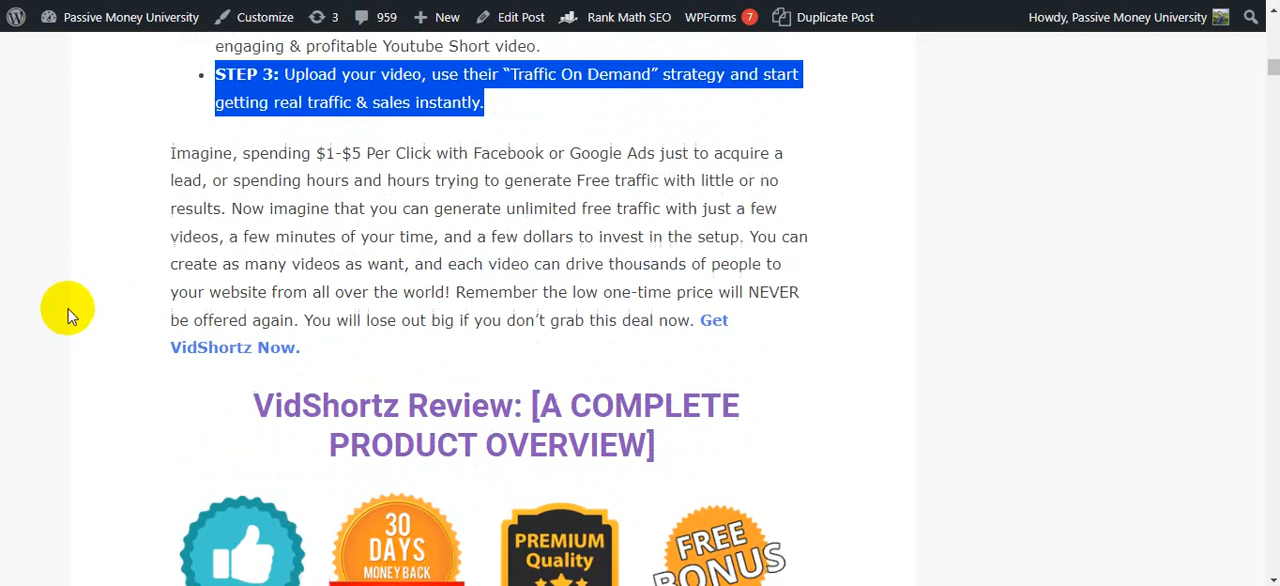 Passive Money University Customize 3 959 New Edit Post Rank Math SEO WPForms 7 Duplicate Post Howdy, Passive Money University
engaging & profitable Youtube Short video.
• STEP 3: Upload your video, use their “Traffic On Demand” strategy and start
getting real traffic & sales instantly.
Imagine, spending $1-$5 Per Click with Facebook or Google Ads just to acquire a
lead, or spending hours and hours trying to generate Free traffic with little or no
results. Now imagine that you can generate unlimited free traffic with just a few
videos, a few minutes of your time, and a few dollars to invest in the setup. You can
create as many videos as want, and each video can drive thousands of people to
your website from all over the world! Remember the low one-time price will NEVER
be offered again. You will lose out big if you don’t grab this deal now. Get
VidShortz Now.
VidShortz Review: [A COMPLETE
PRODUCT OVERVIEW]
30
DAYS
MONEY BACK
PREMIUM
Quality
FREE
BONUS